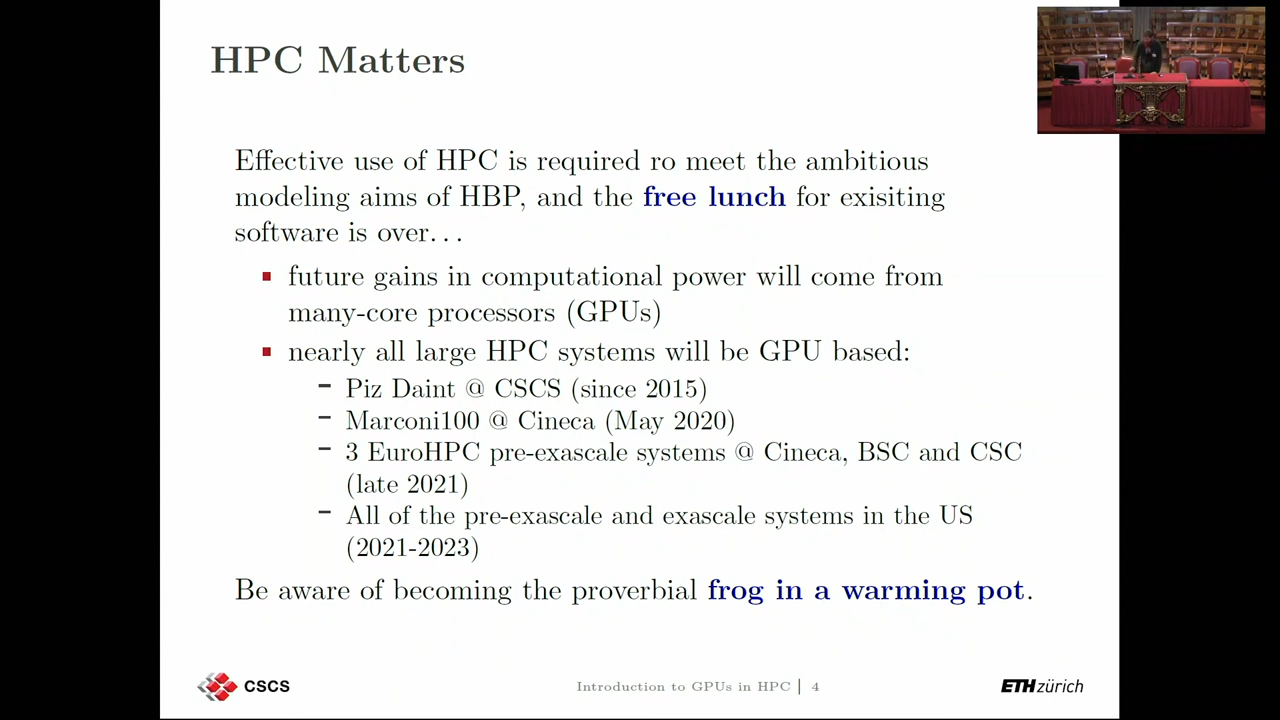 HPC Matters
Effective use of HPC is required ro meet the ambitious
modeling aims of HBP, and the free lunch for exisiting
software is over...
future gains in computational power will come from
many-core processors (GPUs)
nearly all large HPC systems will be GPU based:
– Piz Daint @ CSCS (since 2015)
– Marconi100 @ Cineca (May 2020)
– 3 EuroHPC pre-exascale systems @ Cineca, BSC and CSC
(late 2021)
– All of the pre-exascale and exascale systems in the US
(2021-2023)
Be aware of becoming the proverbial frog in a warming pot.
CSCS
Introduction to GPUs in HPC | 4
ETH zürich